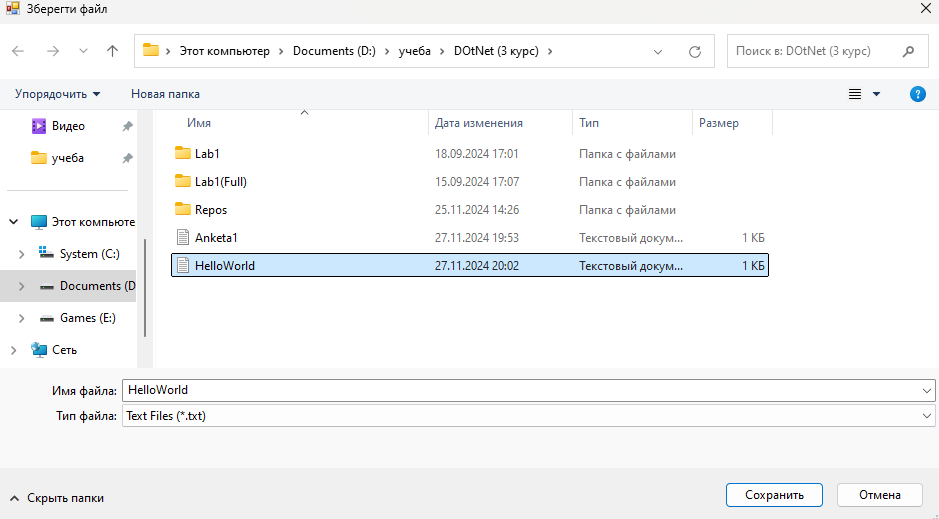 Зберегти файл
Этот компьютер > Documents (D:) > учеба > DOtNet (3 курс) >
Поиск в: DOtNet (3 курс)
Упорядочить
Новая папка
?
Видео
учеба
Этот компьюте
System (C:)
Documents (D
Games (E:)
Сеть
Имя Дата изменения Тип Размер
Lab1 18.09.2024 17:01 Папка с файлами
Lab1(Full) 15.09.2024 17:07 Папка с файлами
Repos 25.11.2024 14:26 Папка с файлами
Anketa1 27.11.2024 19:53 Текстовый докум... 1 КБ
HelloWorld 27.11.2024 20:02 Текстовый докум... 1 КБ
Имя файла: HelloWorld
Тип файла: Text Files (*.txt)
Скрыть папки
Сохранить
Отмена